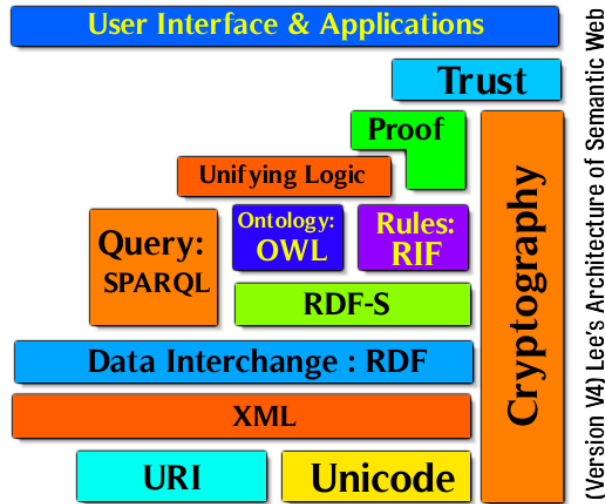 User Interface & Applications
Trust
Proof
Unifying Logic
Query:
SPARQL
Ontology:
OWL
Rules:
RIF
RDF-S
Data Interchange : RDF
XML
URI
Unicode
Cryptography
(Version V4) Lee's Architecture of Semantic Web